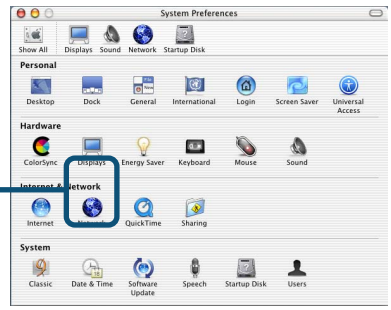 System Preferences
Show All Displays Sound Network Startup Disk
Personal
Desktop Dock General International Login Screen Saver Universal Access
Hardware
ColorSync Displays Energy Saver Keyboard Mouse Sound
Internet & Network
Internet Network QuickTime Sharing
System
Classic Date & Time Software Update Speech Startup Disk Users